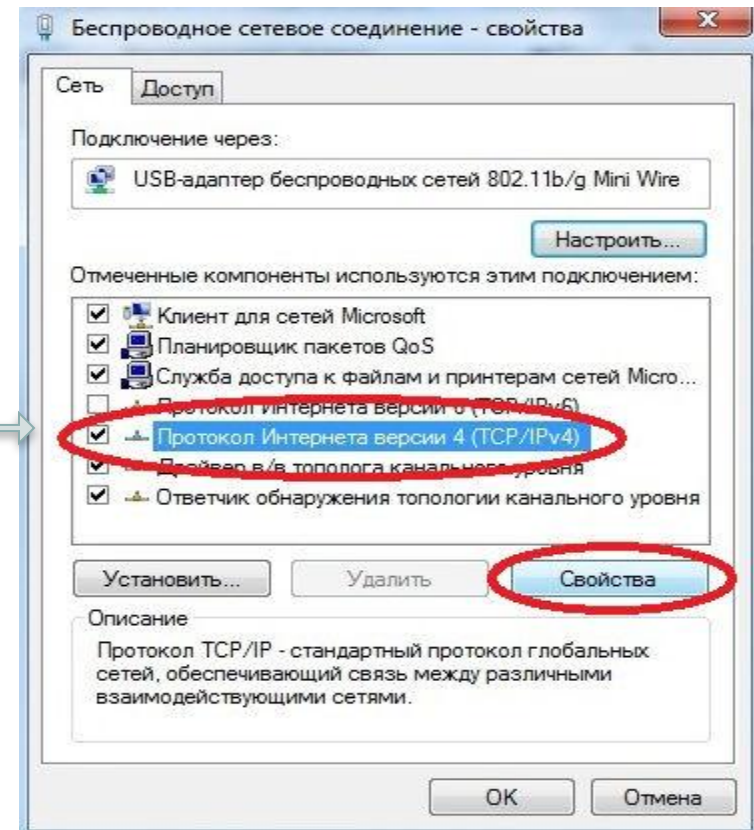 Беспроводное сетевое соединение - свойства
Сеть
Доступ
Подключение через:
USB-адаптер беспроводных сетей 802.11b/g Mini Wire
Настроить...
Отмеченные компоненты используются этим подключением:
Клиент для сетей Microsoft
Планировщик пакетов QoS
Служба доступа к файлам и принтерам сетей Micro...
Протокол Интернета версии 6 (TCP/IPv6)
Протокол Интернета версии 4 (TCP/IPv4)
Драйвер в/в тополога канального уровня
Ответчик обнаружения топологии канального уровня
Установить...
Удалить
Свойства
Описание
Протокол TCP/IP - стандартный протокол глобальных
сетей, обеспечивающий связь между различными
взаимодействующими сетями.
OK
Отмена